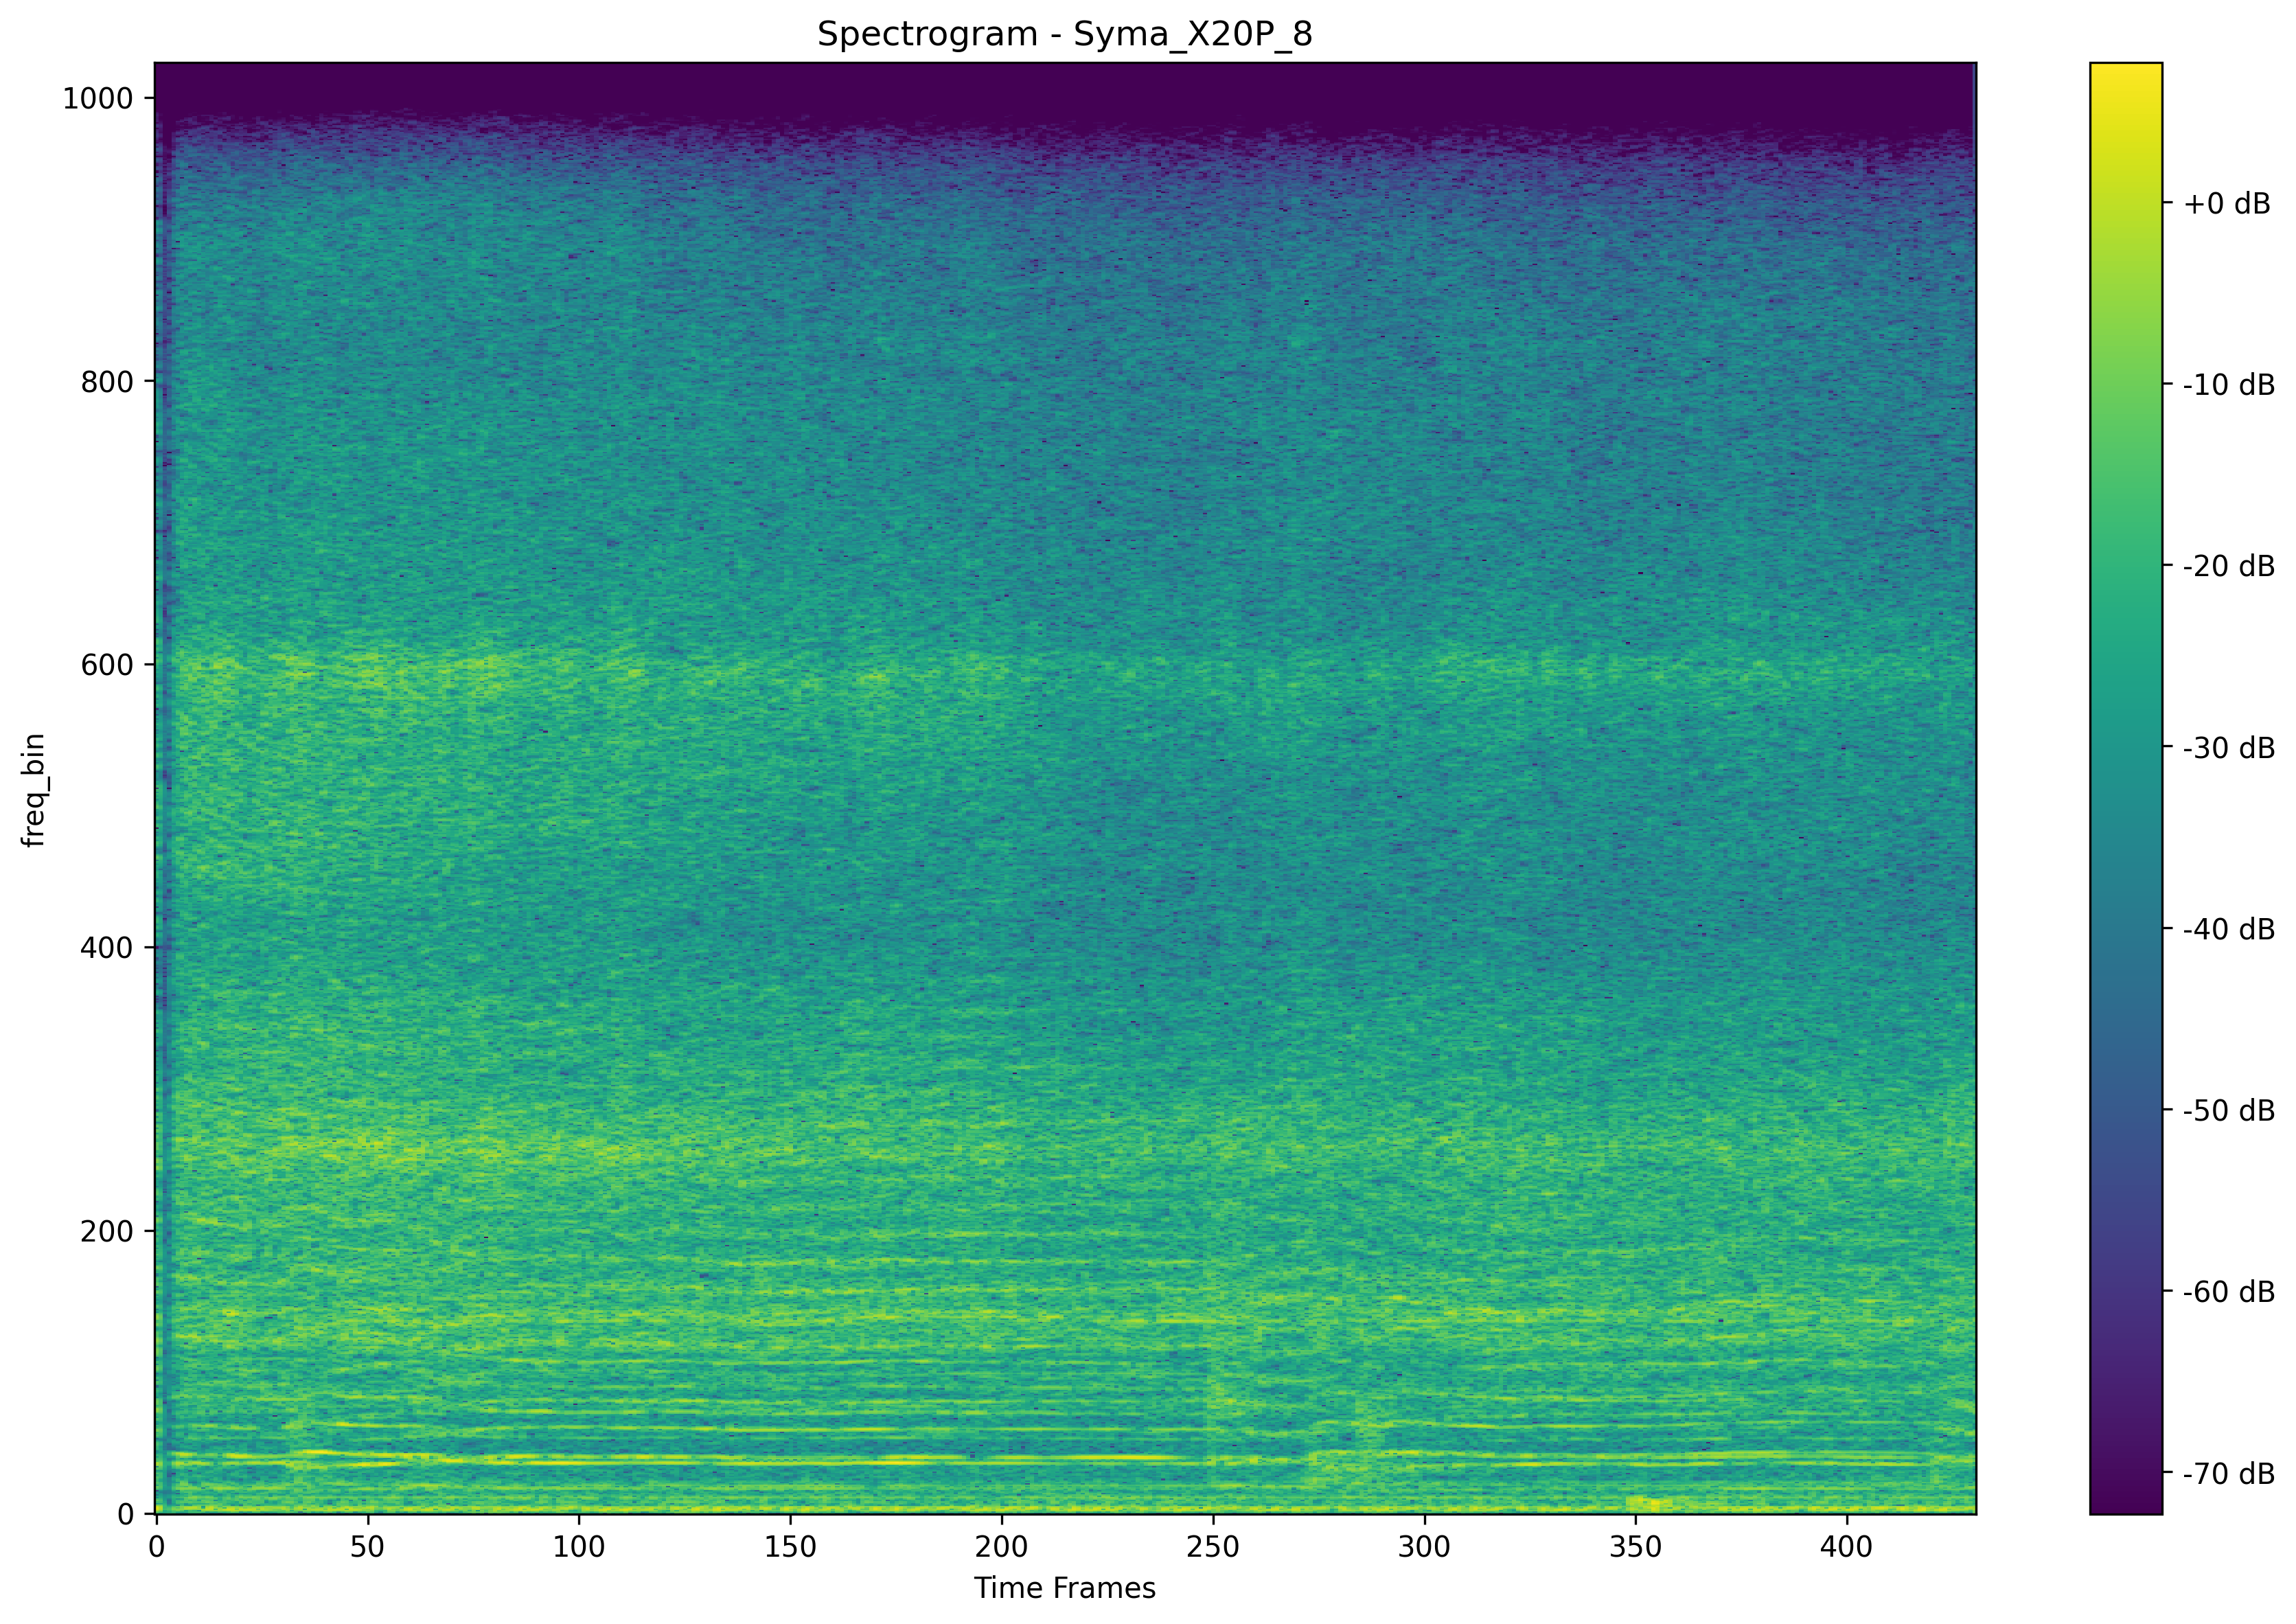 Spectrogram - Syma_X20P_8
1000
800
600
400
200
0
freq_bin
0 50 100 150 200 250 300 350 400
Time Frames
+0 dB
-10 dB
-20 dB
-30 dB
-40 dB
-50 dB
-60 dB
-70 dB